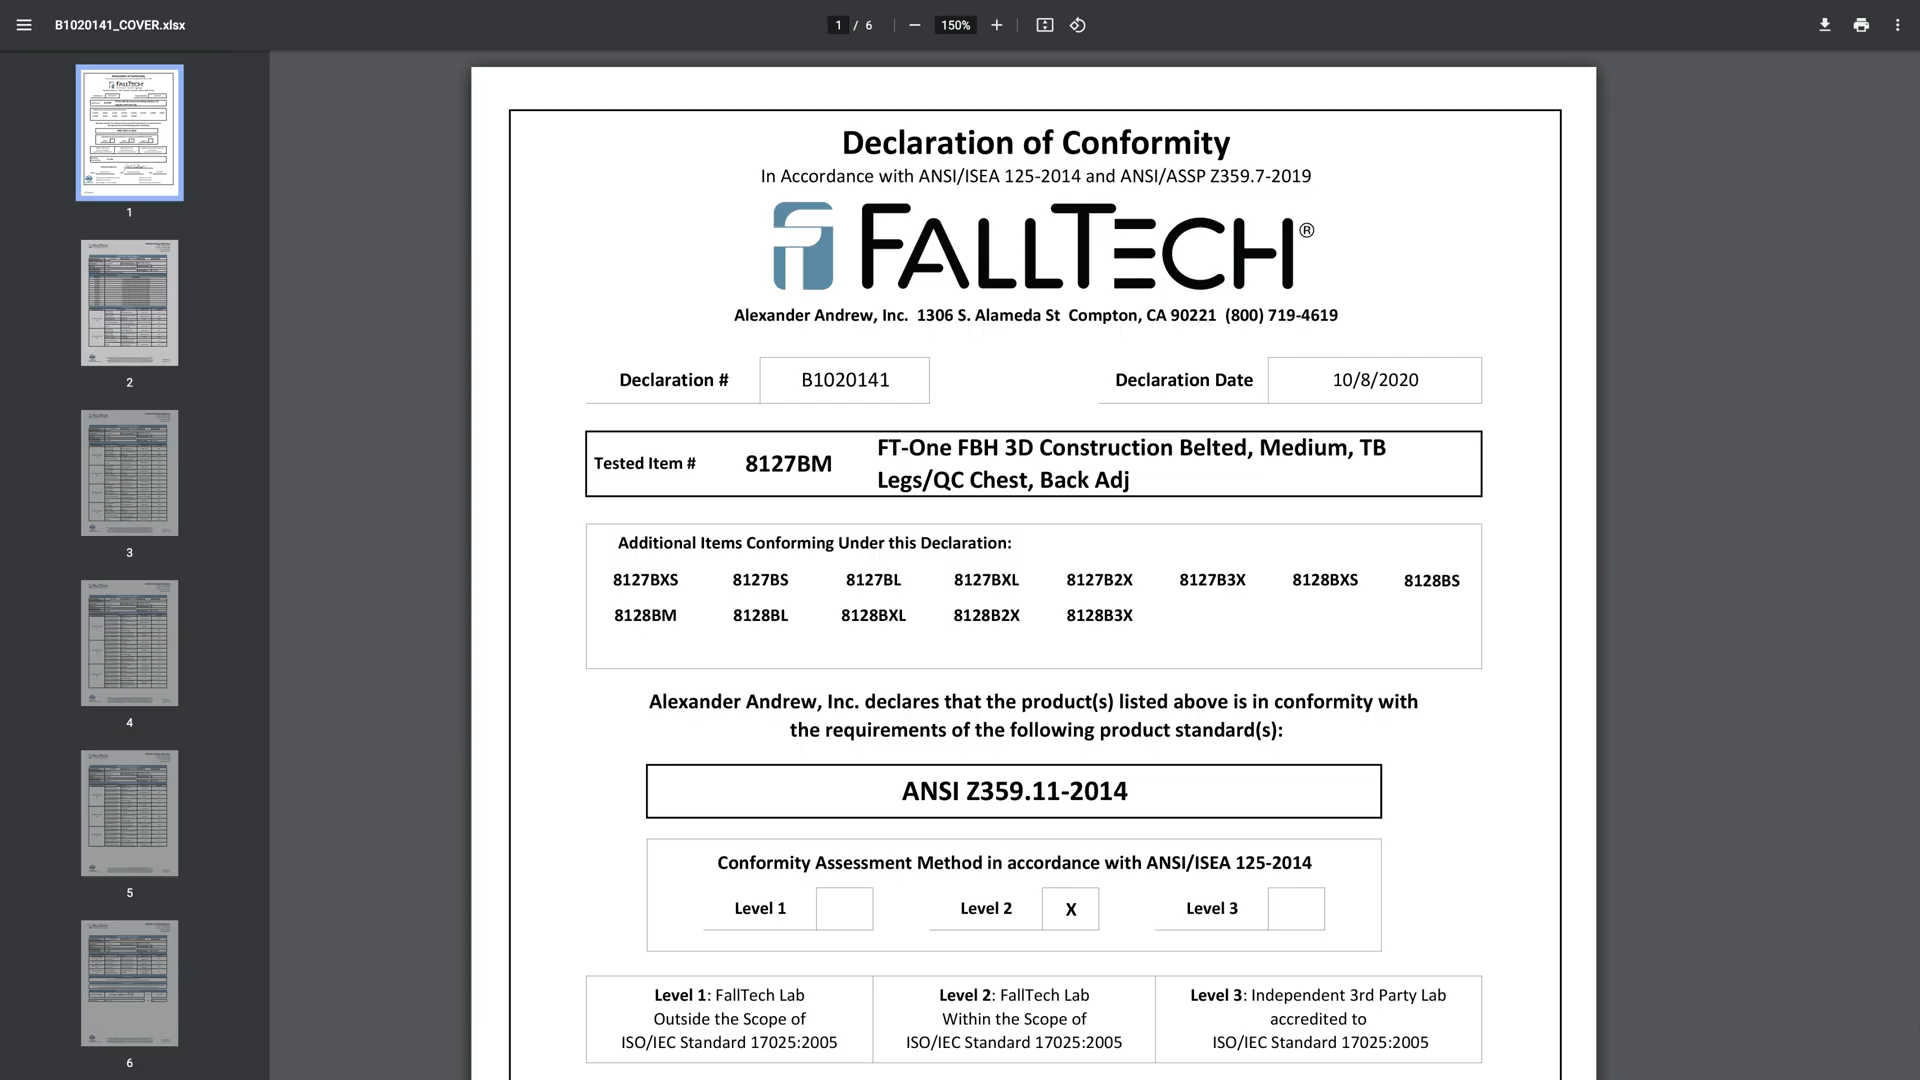 B1020141_COVER.xlsx
1 / 6
150%
1
2
3
4
5
6
Declaration of Conformity
In Accordance with ANSI/ISEA 125-2014 and ANSI/ASSP Z359.7-2019
FALLTECH®
Alexander Andrew, Inc. 1306 S. Alameda St Compton, CA 90221 (800) 719-4619
Declaration # B1020141 Declaration Date 10/8/2020
Tested Item # 8127BM FT-One FBH 3D Construction Belted, Medium, TB
Legs/QC Chest, Back Adj
Additional Items Conforming Under this Declaration:
8127BXS 8127BS 8127BL 8127BXL 8127B2X 8127B3X 8128BXS 8128BS
8128BM 8128BL 8128BXL 8128B2X 8128B3X
Alexander Andrew, Inc. declares that the product(s) listed above is in conformity with
the requirements of the following product standard(s):
ANSI Z359.11-2014
Conformity Assessment Method in accordance with ANSI/ISEA 125-2014
Level 1 Level 2 X Level 3
Level 1: FallTech Lab
Outside the Scope of
ISO/IEC Standard 17025:2005
Level 2: FallTech Lab
Within the Scope of
ISO/IEC Standard 17025:2005
Level 3: Independent 3rd Party Lab
accredited to
ISO/IEC Standard 17025:2005